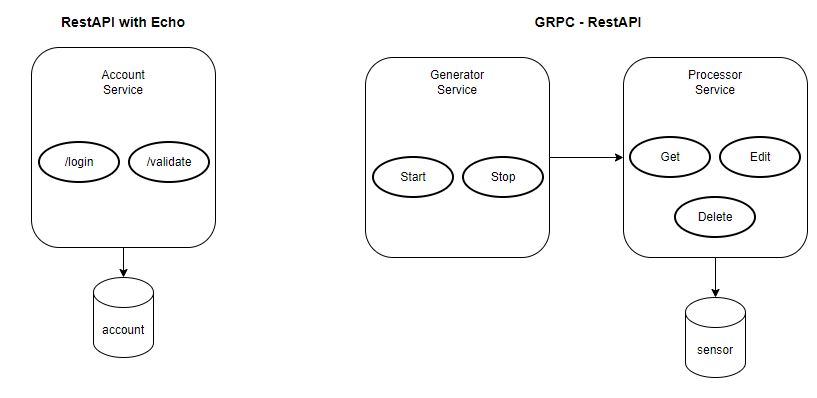 RestAPI with Echo
Account
Service
/login
/validate
account
GRPC - RestAPI
Generator
Service
Start
Stop
Processor
Service
Get
Edit
Delete
sensor